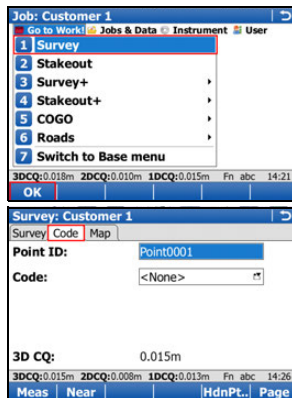 Job: Customer 1
Go to Work! Jobs & Data Instrument User
1 Survey
2 Stakeout
3 Survey+
4 Stakeout+
5 COGO
6 Roads
7 Switch to Base menu
3DCQ:0.018m 2DCQ:0.010m 1DCQ:0.015m Fn abc 14:21
OK
Survey: Customer 1
Survey Code Map
Point ID: Point0001
Code: <None>
3D CQ: 0.015m
3DCQ:0.015m 2DCQ:0.008m 1DCQ:0.013m Fn abc 14:26
Meas Near HdnPt.. Page